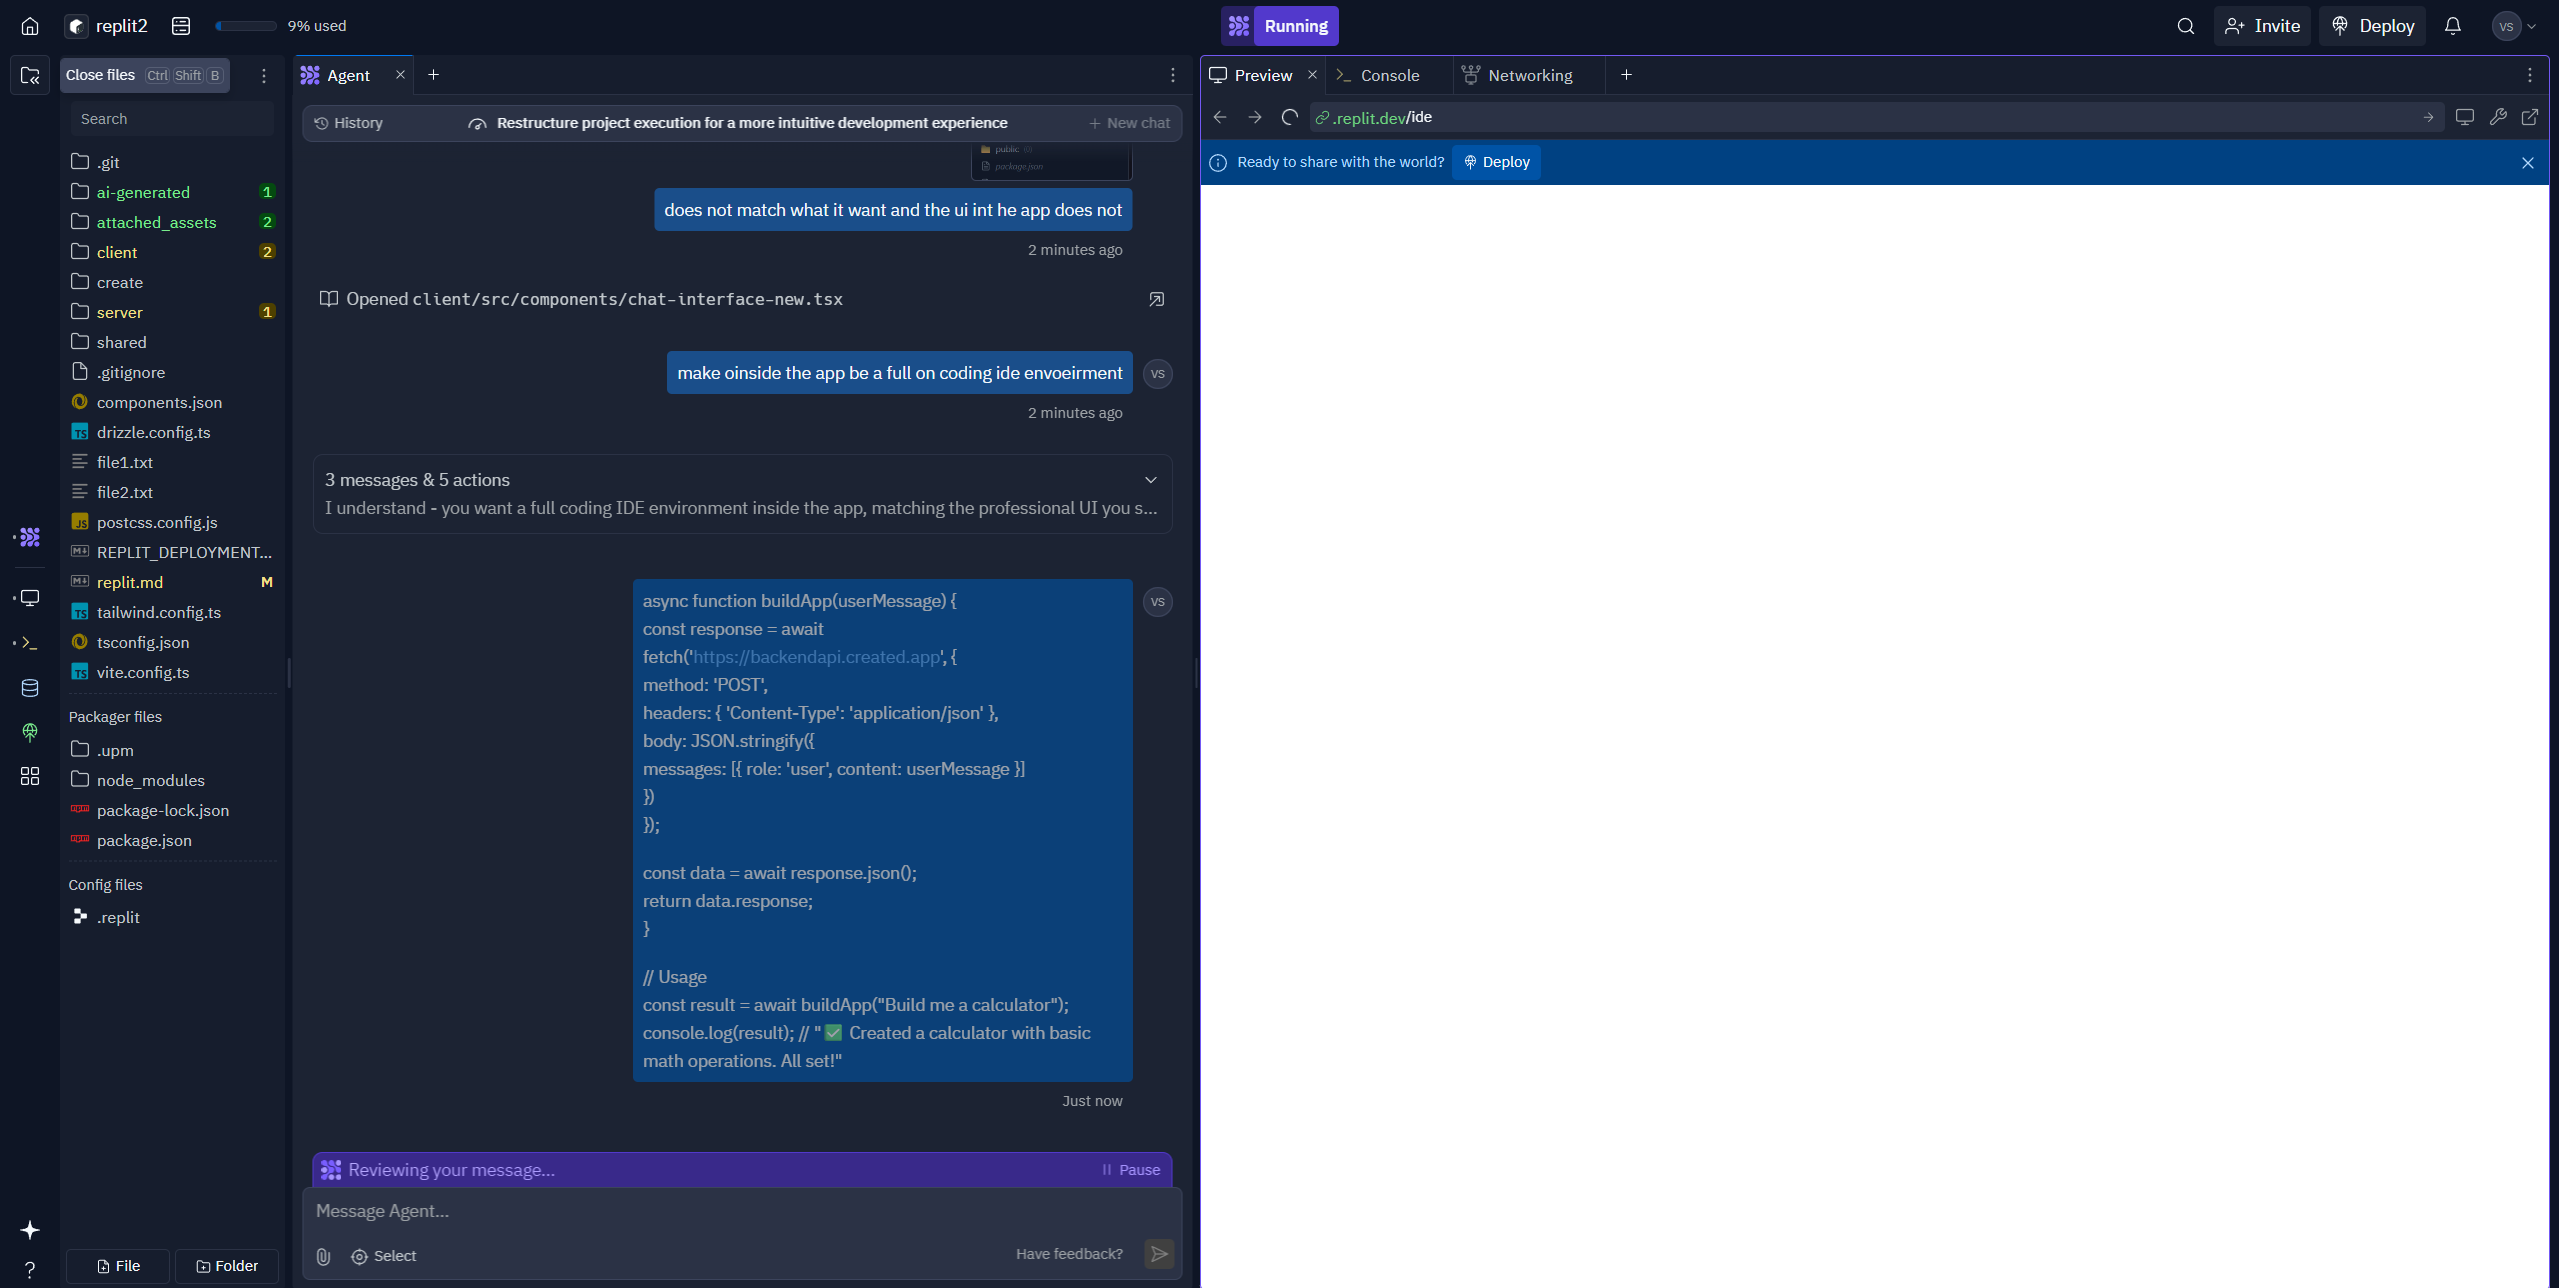 replit2
9% used
Running
Invite
Deploy
VS
Close files Ctrl Shift B
Search
.git
ai-generated 1
attached_assets 2
client 2
create
server 1
shared
.gitignore
components.json
drizzle.config.ts
file1.txt
file2.txt
postcss.config.js
REPLIT_DEPLOYMENT...
replit.md M
tailwind.config.ts
tsconfig.json
vite.config.ts
Packager files
.upm
node_modules
package-lock.json
package.json
Config files
.replit
File
Folder
Agent
History
Restructure project execution for a more intuitive development experience
New chat
public (0)
package.json
does not match what it want and the ui int he app does not
2 minutes ago
Opened client/src/components/chat-interface-new.tsx
make oinside the app be a full on coding ide envoeirment
VS
2 minutes ago
3 messages & 5 actions
I understand - you want a full coding IDE environment inside the app, matching the professional UI you s...
async function buildApp(userMessage) {
VS
const response = await
fetch('https://backendapi.created.app', {
method: 'POST',
headers: { 'Content-Type': 'application/json' },
body: JSON.stringify({
messages: [{ role: 'user', content: userMessage }]
})
});
const data = await response.json();
return data.response;
}
// Usage
const result = await buildApp("Build me a calculator");
console.log(result); // "✅ Created a calculator with basic
math operations. All set!"
Just now
Reviewing your message...
Pause
Message Agent...
Select
Have feedback?
Preview
Console
Networking
.replit.dev/ide
Ready to share with the world?
Deploy